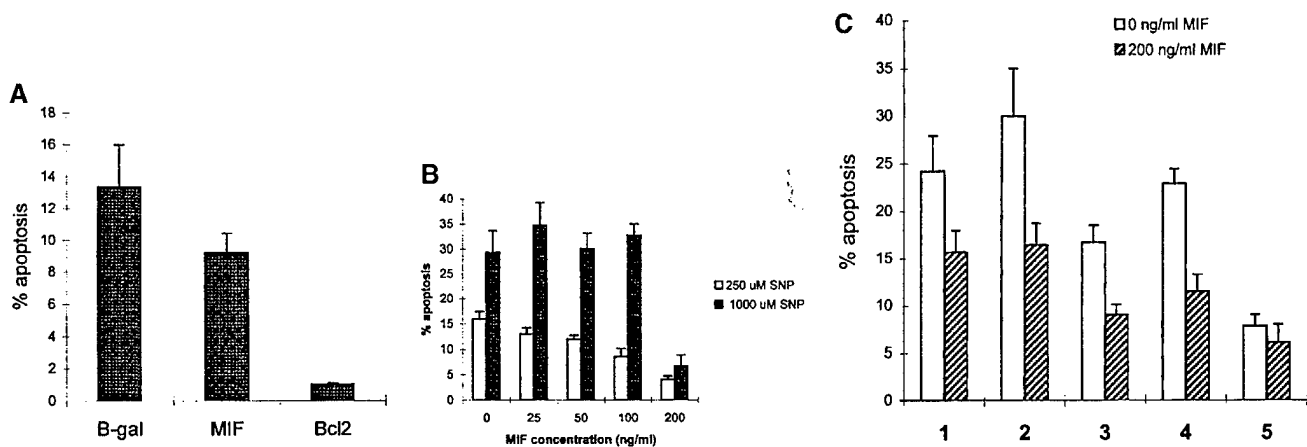 A
% apoptosis
18
16
14
12
10
8
6
4
2
0
B-gal MIF Bcl2
B
% apoptosis
40
35
30
25
20
15
10
5
0
0 25 50 100 200
MIF concentration (ng/ml)
250 uM SNP
1000 uM SNP
C
0 ng/ml MIF
200 ng/ml MIF
% apoptosis
40
35
30
25
20
15
10
5
0
1 2 3 4 5